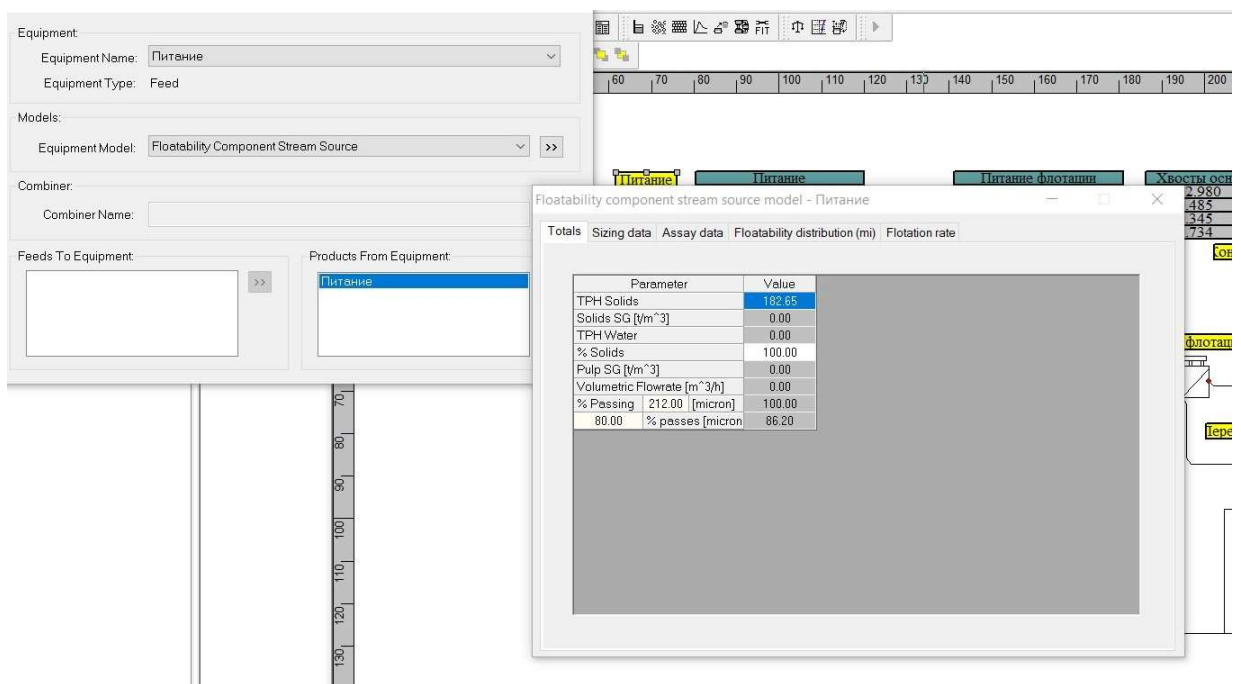 Equipment:
Equipment Name: Питание
Equipment Type: Feed
Models:
Equipment Model: Floatability Component Stream Source >>
Combiner:
Combiner Name:
Feeds To Equipment: >>
Products From Equipment:
Питание
FIT
60 70 80 90 100 110 120 130 140 150 160 170 180 190 200
Питание Питание Питание флотации Хвосты осн
2.980
.485
.345
.734
Floatability component stream source model - Питание
Totals Sizing data Assay data Floatability distribution (mi) Flotation rate
Parameter Value
TPH Solids 182.65
Solids SG [t/m^3] 0.00
TPH Water 0.00
% Solids 100.00
Pulp SG [t/m^3] 0.00
Volumetric Flowrate [m^3/h] 0.00
% Passing 212.00 [micron] 100.00
80.00 % passes [micron 86.20
Кон
флотац
Пере
70
80
90
100
110
120
130